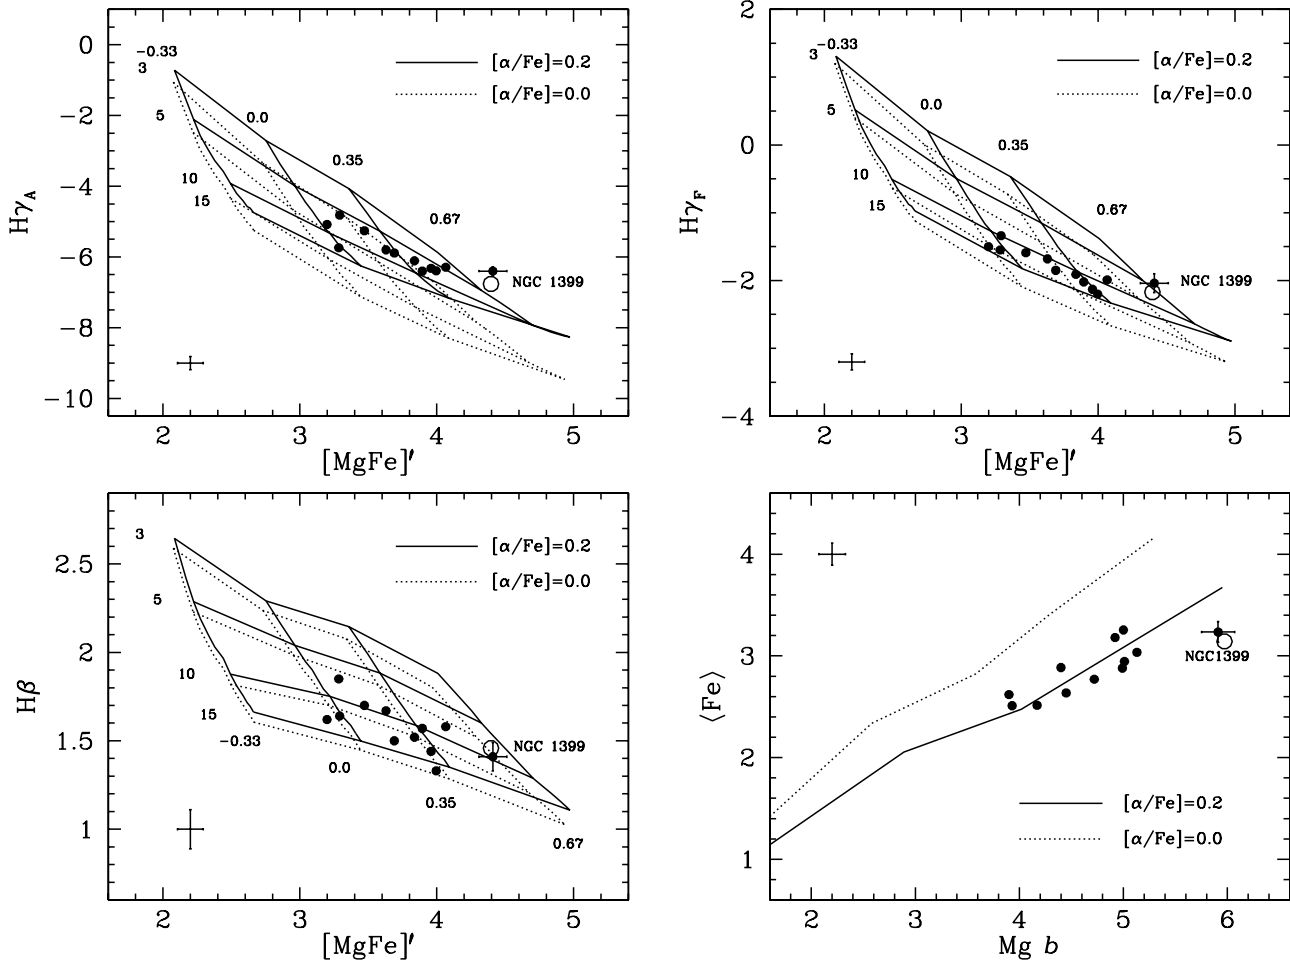 0
−2
−4
−6
−8
−10
HγA
−0.33
3
5
10
15
0.0
0.35
0.67
[α/Fe]=0.2
[α/Fe]=0.0
NGC 1399
2 3 4 5
[MgFe]′
2
0
−2
−4
HγF
−0.33
3
5
10
15
0.0
0.35
0.67
[α/Fe]=0.2
[α/Fe]=0.0
NGC 1399
2 3 4 5
[MgFe]′
2.5
2
1.5
1
Hβ
3
5
10
15
−0.33
0.0
0.35
0.67
[α/Fe]=0.2
[α/Fe]=0.0
NGC 1399
2 3 4 5
[MgFe]′
4
3
2
1
⟨Fe⟩
NGC1399
[α/Fe]=0.2
[α/Fe]=0.0
2 4 5 6
Mg b